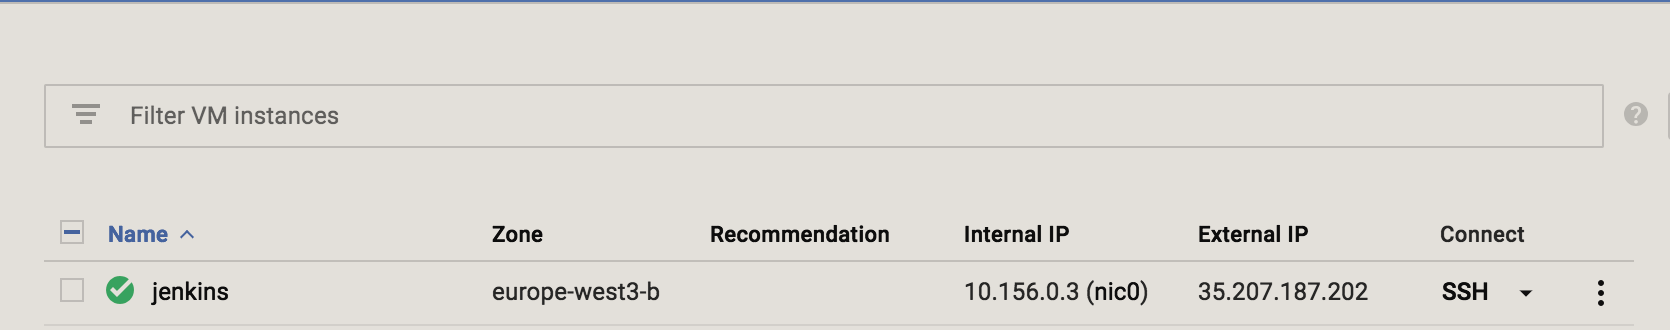 Filter VM instances
Name Zone Recommendation Internal IP External IP Connect
jenkins europe-west3-b 10.156.0.3 (nic0) 35.207.187.202 SSH